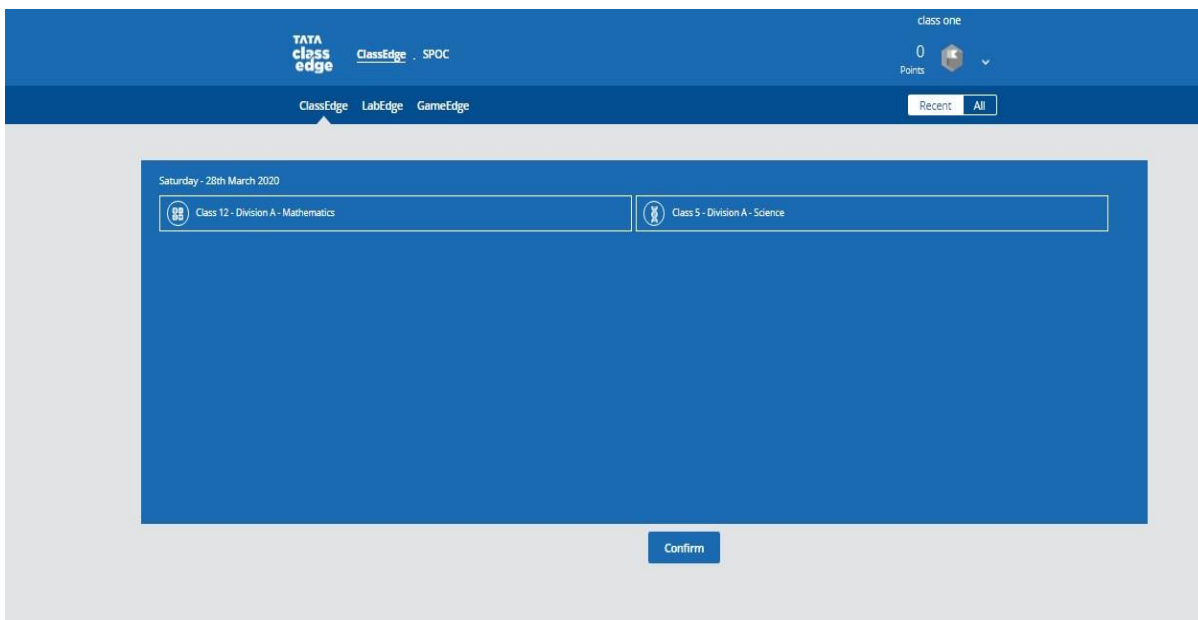 class one
TATA
class
edge
ClassEdge . SPOC
0
Points
ClassEdge LabEdge GameEdge
Recent All
Saturday - 28th March 2020
Class 12 - Division A - Mathematics
Class 5 - Division A - Science
Confirm